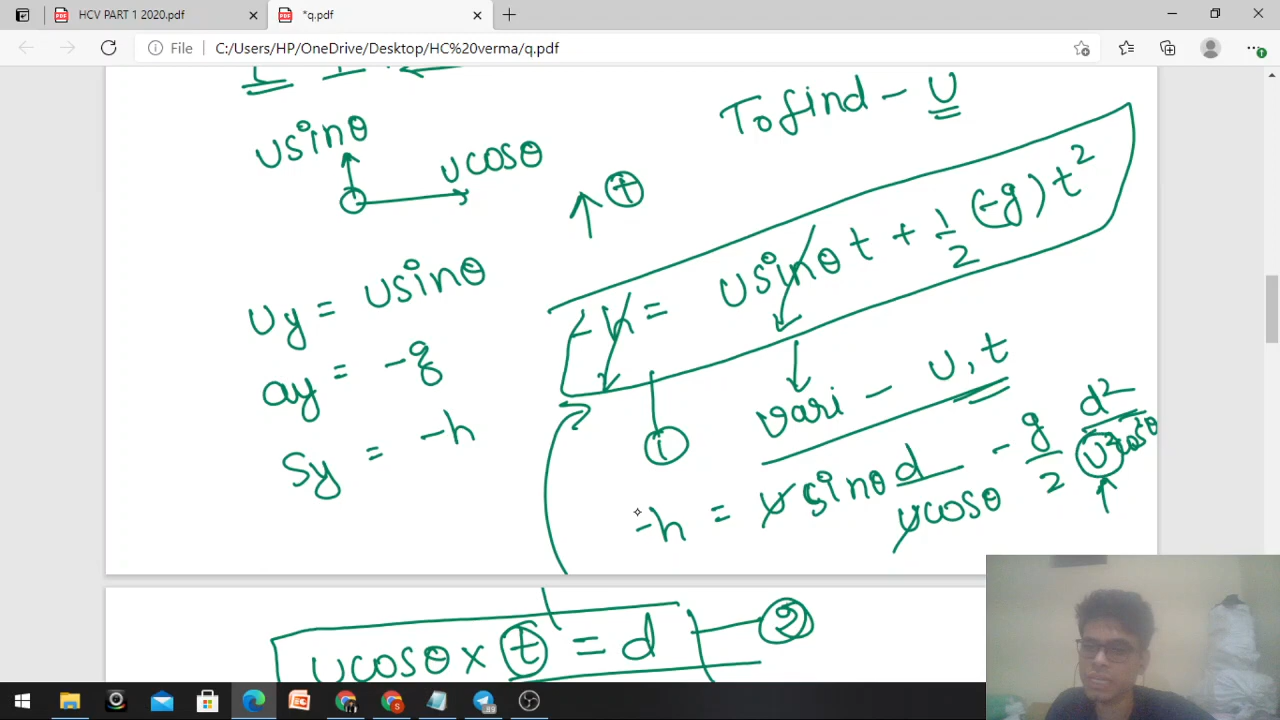 HCV PART 1 2020.pdf
*q.pdf
File
C:/Users/HP/OneDrive/Desktop/HC%20verma/q.pdf
To find - U
usinθ
ucosθ
↑ (+)
-h = usinθ t + 1/2 (-g) t²
Uy = usinθ
ay = -g
Sy = -h
①
vari - u, t
-h = u sinθ d/ucosθ - g/2 d²/u²cos²θ
ucosθ × t = d
②